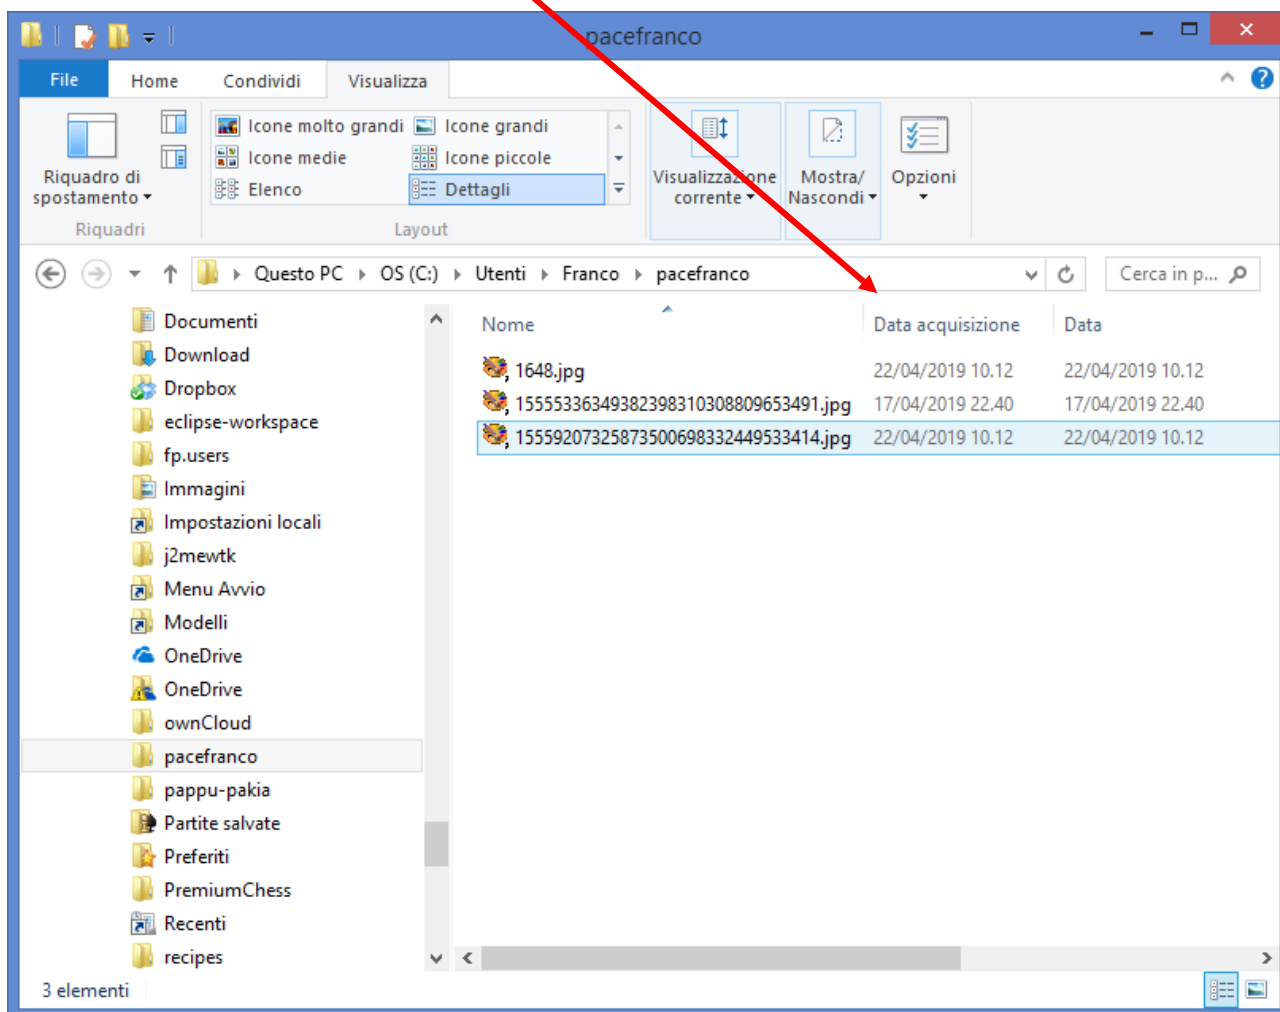 pacefranco
File Home Condividi Visualizza
Icone molto grandi Icone grandi
Icone medie Icone piccole
Elenco Dettagli
Riquadro di spostamento
Visualizzazione corrente
Mostra/ Nascondi
Opzioni
Riquadri Layout
Questo PC OS (C:) Utenti Franco pacefranco
Cerca in p...
Documenti
Download
Dropbox
eclipse-workspace
fp.users
Immagini
Impostazioni locali
j2mewtk
Menu Avvio
Modelli
OneDrive
OneDrive
ownCloud
pacefranco
pappu-pakia
Partite salvate
Preferiti
PremiumChess
Recenti
recipes
Nome Data acquisizione Data
1648.jpg 22/04/2019 10.12 22/04/2019 10.12
15555336349382398310308809653491.jpg 17/04/2019 22.40 17/04/2019 22.40
15559207325873500698332449533414.jpg 22/04/2019 10.12 22/04/2019 10.12
3 elementi